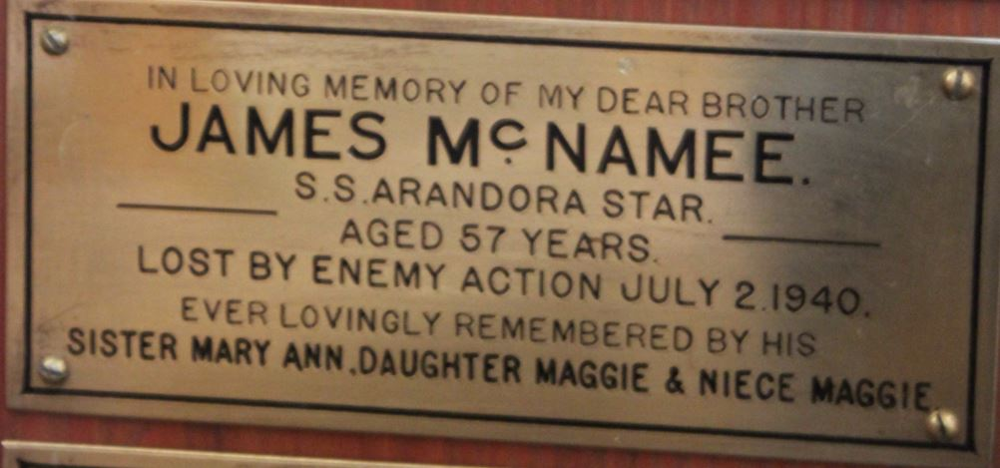 IN LOVING MEMORY OF MY DEAR BROTHER
JAMES McNAMEE.
S.S. ARANDORA STAR.
AGED 57 YEARS.
LOST BY ENEMY ACTION JULY 2.1940.
EVER LOVINGLY REMEMBERED BY HIS
SISTER MARY ANN, DAUGHTER MAGGIE & NIECE MAGGIE.